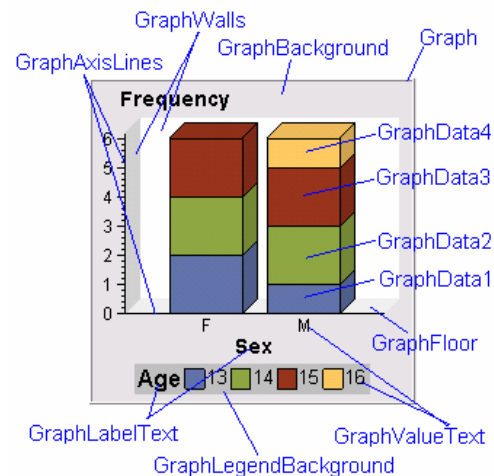 GraphWalls
Graph
GraphBackground
GraphAxisLines
Frequency
6
5
4
3
2
1
0
GraphData4
GraphData3
GraphData2
GraphData1
F M
GraphFloor
Sex
Age 13 14 15 16
GraphLabelText
GraphValueText
GraphLegendBackground